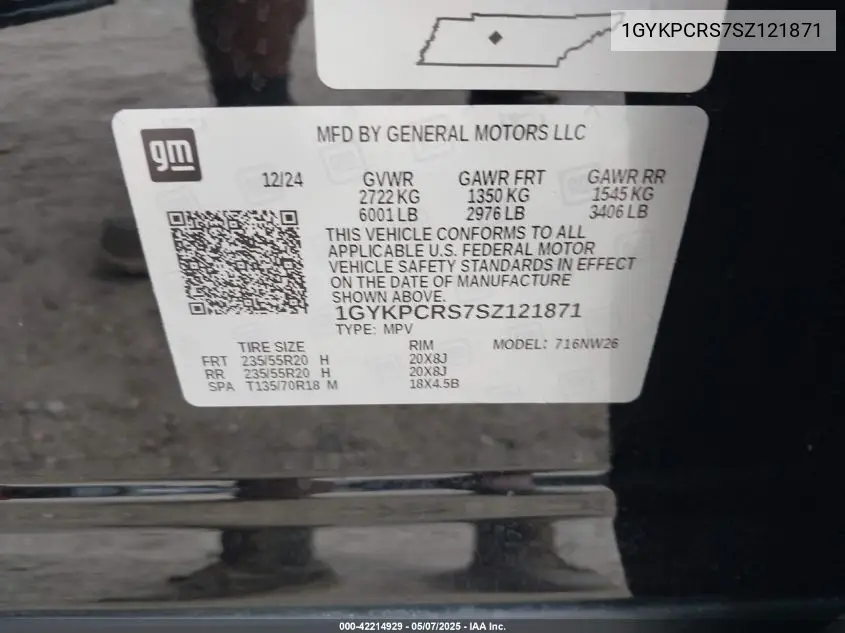 1GYKPCRS7SZ121871
gm
MFD BY GENERAL MOTORS LLC
12/24 GVWR GAWR FRT GAWR RR
2722 KG 1350 KG 1545 KG
6001 LB 2976 LB 3406 LB
THIS VEHICLE CONFORMS TO ALL
APPLICABLE U.S. FEDERAL MOTOR
VEHICLE SAFETY STANDARDS IN EFFECT
ON THE DATE OF MANUFACTURE
SHOWN ABOVE.
1GYKPCRS7SZ121871
TYPE: MPV
TIRE SIZE RIM MODEL: 716NW26
FRT 235/55R20 H 20X8J
RR 235/55R20 H 20X8J
SPA T135/70R18 M 18X4.5B
000-42214929 - 05/07/2025 - IAA Inc.